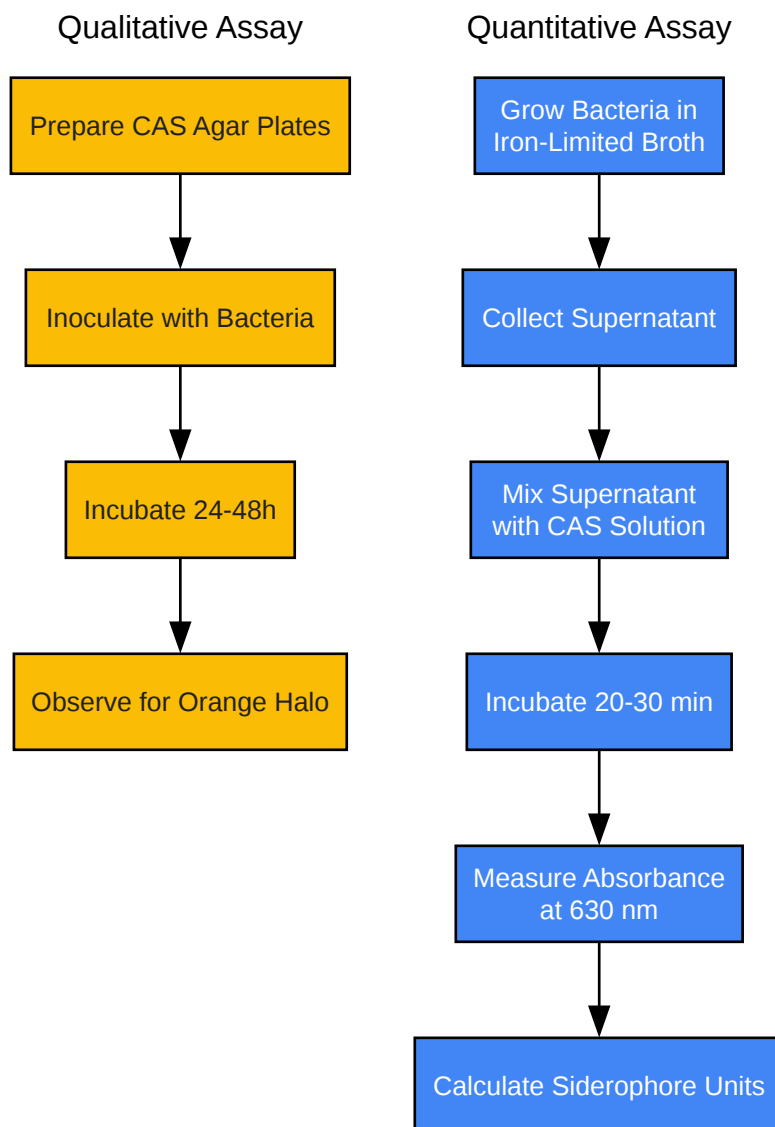 Qualitative Assay
Prepare CAS Agar Plates
Inoculate with Bacteria
Incubate 24-48h
Observe for Orange Halo
Quantitative Assay
Grow Bacteria in
Iron-Limited Broth
Collect Supernatant
Mix Supernatant
with CAS Solution
Incubate 20-30 min
Measure Absorbance
at 630 nm
Calculate Siderophore Units